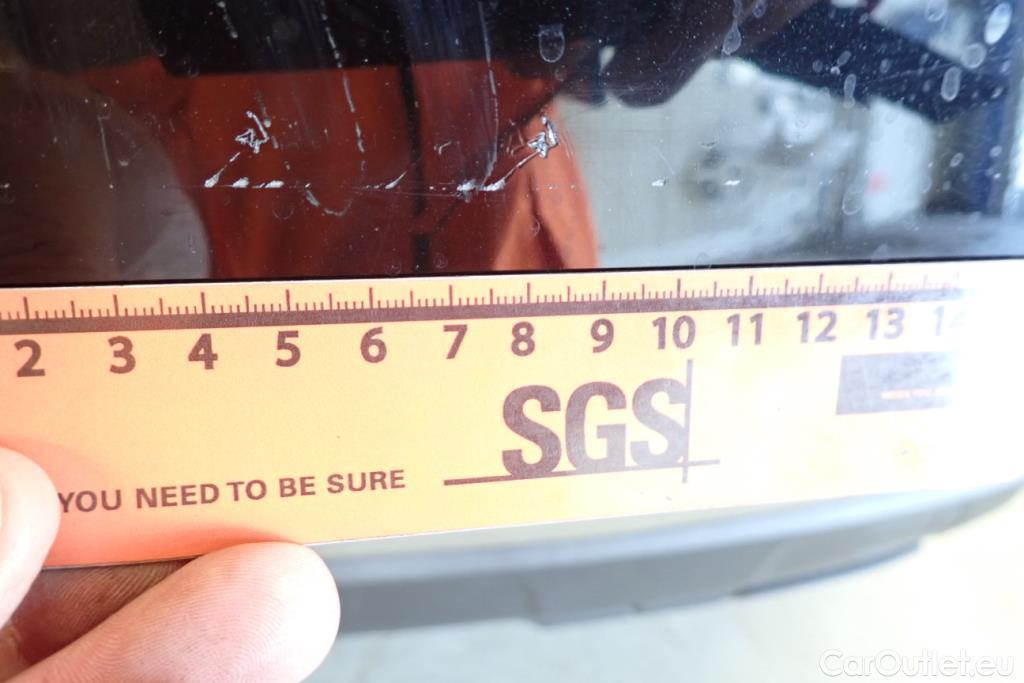 2 3 4 5 6 7 8 9 10 11 12 13
SGS
YOU NEED TO BE SURE
CarOutlet.eu